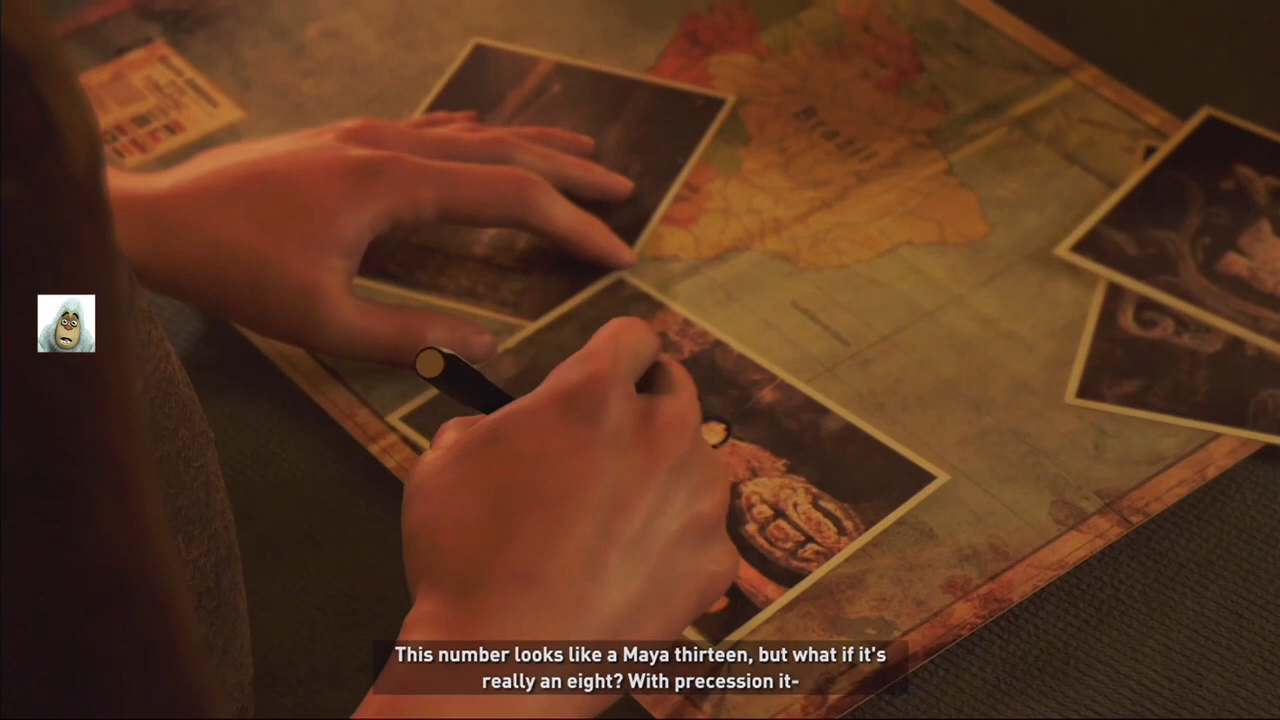 Brazil
This number looks like a Maya thirteen, but what if it's
really an eight? With precession it-